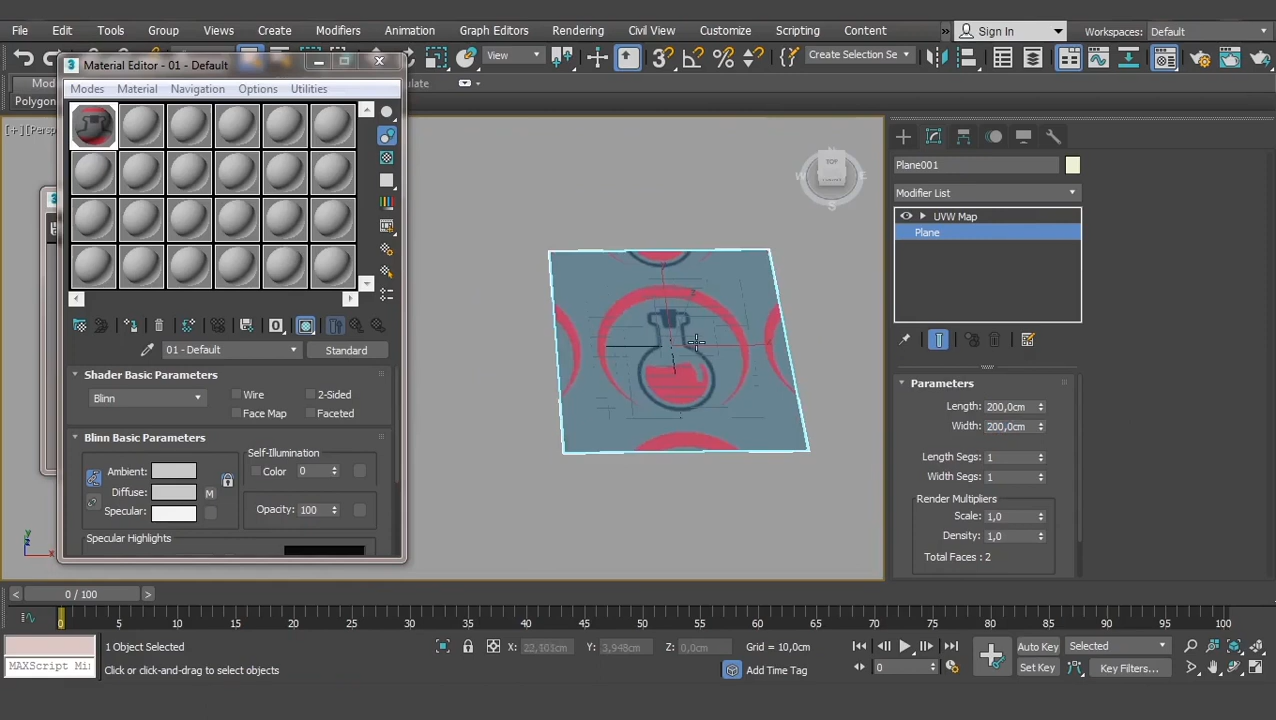 File Edit Tools Group Views Create Modifiers Animation Graph Editors Rendering Civil View Customize Scripting Content Sign In Workspaces: Default
View Create Selection Se
Material Editor - 01 - Default
Modes Material Navigation Options Utilities
[+]
Plane001
Modifier List
UVW Map
Plane
TOP
W
E
S
01 - Default Standard
Shader Basic Parameters
Blinn
Wire 2-Sided
Face Map Faceted
Blinn Basic Parameters
Self-Illumination
Ambient:
Color 0
Diffuse: M
Specular:
Opacity: 100
Specular Highlights
Parameters
Length: 200,0cm
Width: 200,0cm
Length Segs: 1
Width Segs: 1
Render Multipliers
Scale: 1,0
Density: 1,0
Total Faces : 2
z
y
x
< 0 / 100 >
0 5 10 15 20 25 30 35 40 45 50 55 60 65 70 75 80 85 90 95 100
1 Object Selected
X: 22,101cm Y: 3,948cm Z: 0,0cm Grid = 10,0cm
Auto Key Selected
MAXScript Mi
Click or click-and-drag to select objects
Add Time Tag
0
Set Key Key Filters...